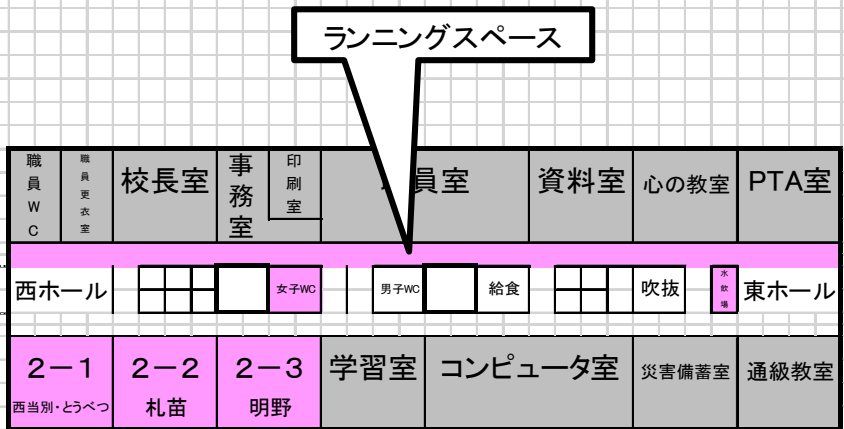 ランニングスペース
職員WC
職員更衣室
校長室
事務室
印刷室
員室
資料室
心の教室
PTA室
西ホール
女子WC
男子WC
給食
吹抜
水飲場
東ホール
2-1
西当別・とうべつ
2-2
札苗
2-3
明野
学習室
コンピュータ室
災害備蓄室
通級教室